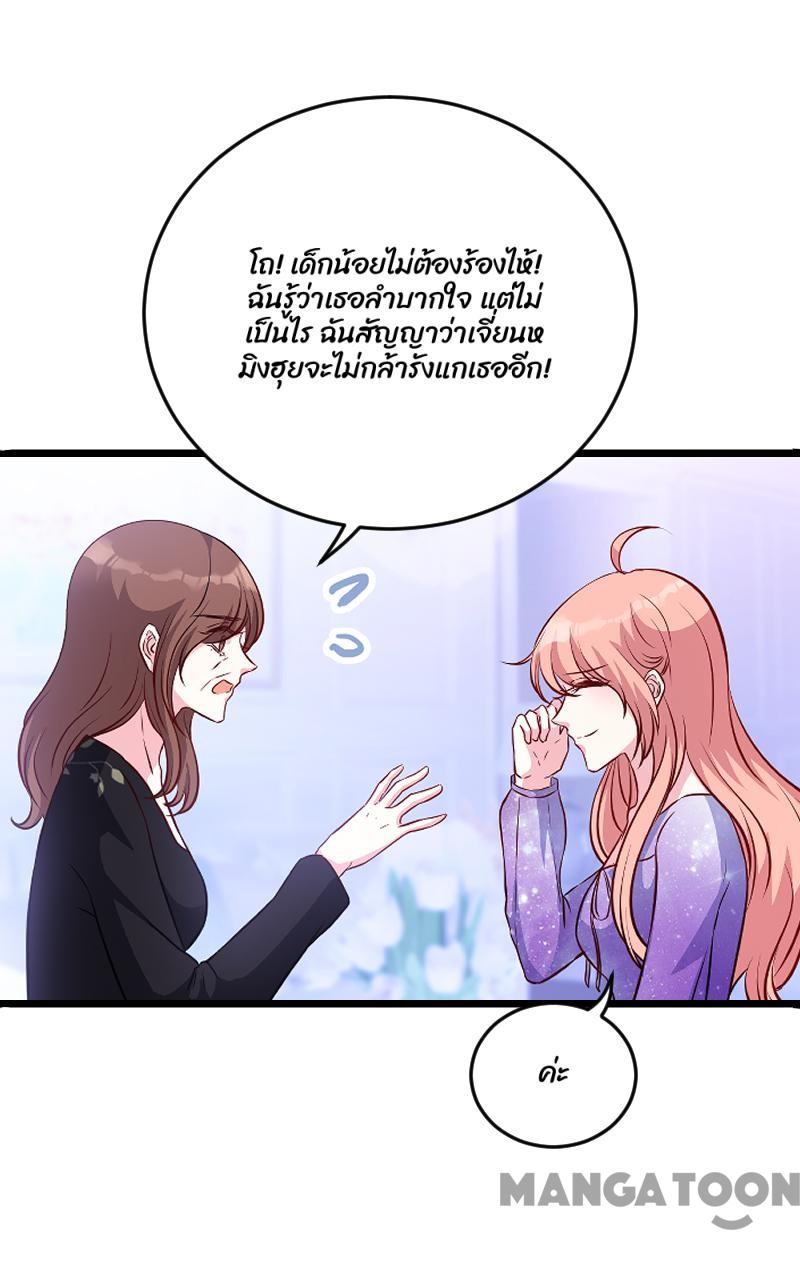 โถ! เด็กน้อยไม่ต้องร้องไห้!
ฉันรู้ว่าเธอลำบากใจ แต่ไม่
เป็นไร ฉันสัญญาว่าเจี่ยนห
มิงฮุยจะไม่กล้ารังแกเธออีก!
ค่ะ
MANGATOON